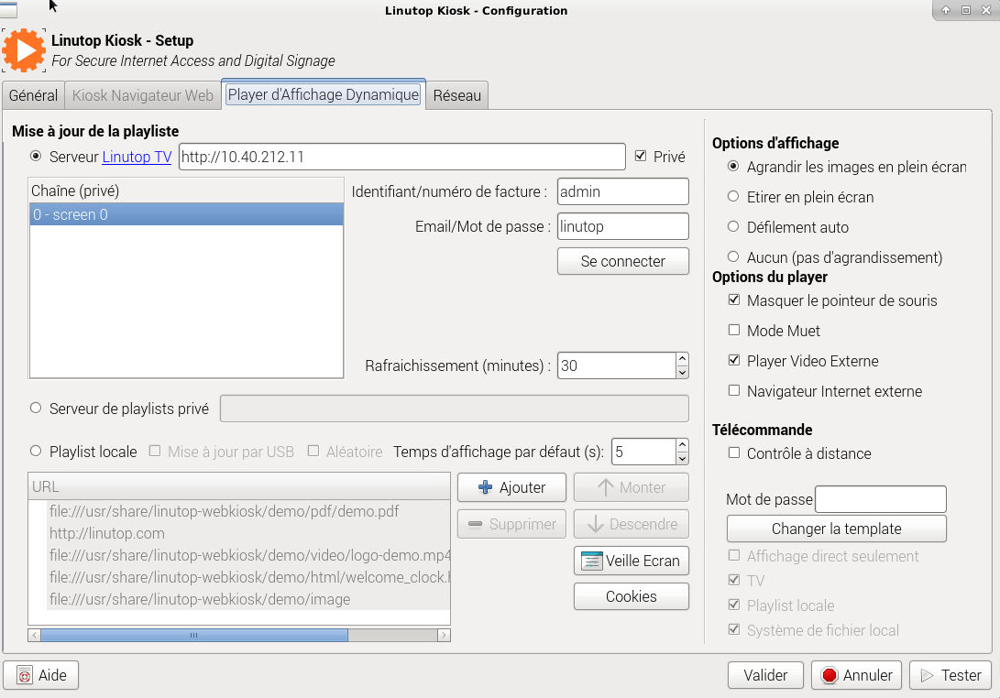 Linutop Kiosk - Configuration
Linutop Kiosk - Setup
For Secure Internet Access and Digital Signage
Général
Kiosk Navigateur Web
Player d'Affichage Dynamique
Réseau
Mise à jour de la playliste
Serveur Linutop TV
http://10.40.212.11
Privé
Chaîne (privé)
0 - screen 0
Identifiant/numéro de facture :
admin
Email/Mot de passe :
linutop
Se connecter
Rafraichissement (minutes) :
30
Serveur de playlists privé
Playlist locale
Mise à jour par USB
Aléatoire
Temps d'affichage par défaut (s):
5
URL
file:///usr/share/linutop-webkiosk/demo/pdf/demo.pdf
http://linutop.com
file:///usr/share/linutop-webkiosk/demo/video/logo-demo.mp4
file:///usr/share/linutop-webkiosk/demo/html/welcome_clock.h
file:///usr/share/linutop-webkiosk/demo/image
Ajouter
Monter
Supprimer
Descendre
Veille Ecran
Cookies
Options d'affichage
Agrandir les images en plein écran
Etirer en plein écran
Défilement auto
Aucun (pas d'agrandissement)
Options du player
Masquer le pointeur de souris
Mode Muet
Player Video Externe
Navigateur Internet externe
Télécommande
Contrôle à distance
Mot de passe
Changer la template
Affichage direct seulement
TV
Playlist locale
Système de fichier local
Aide
Valider
Annuler
Tester